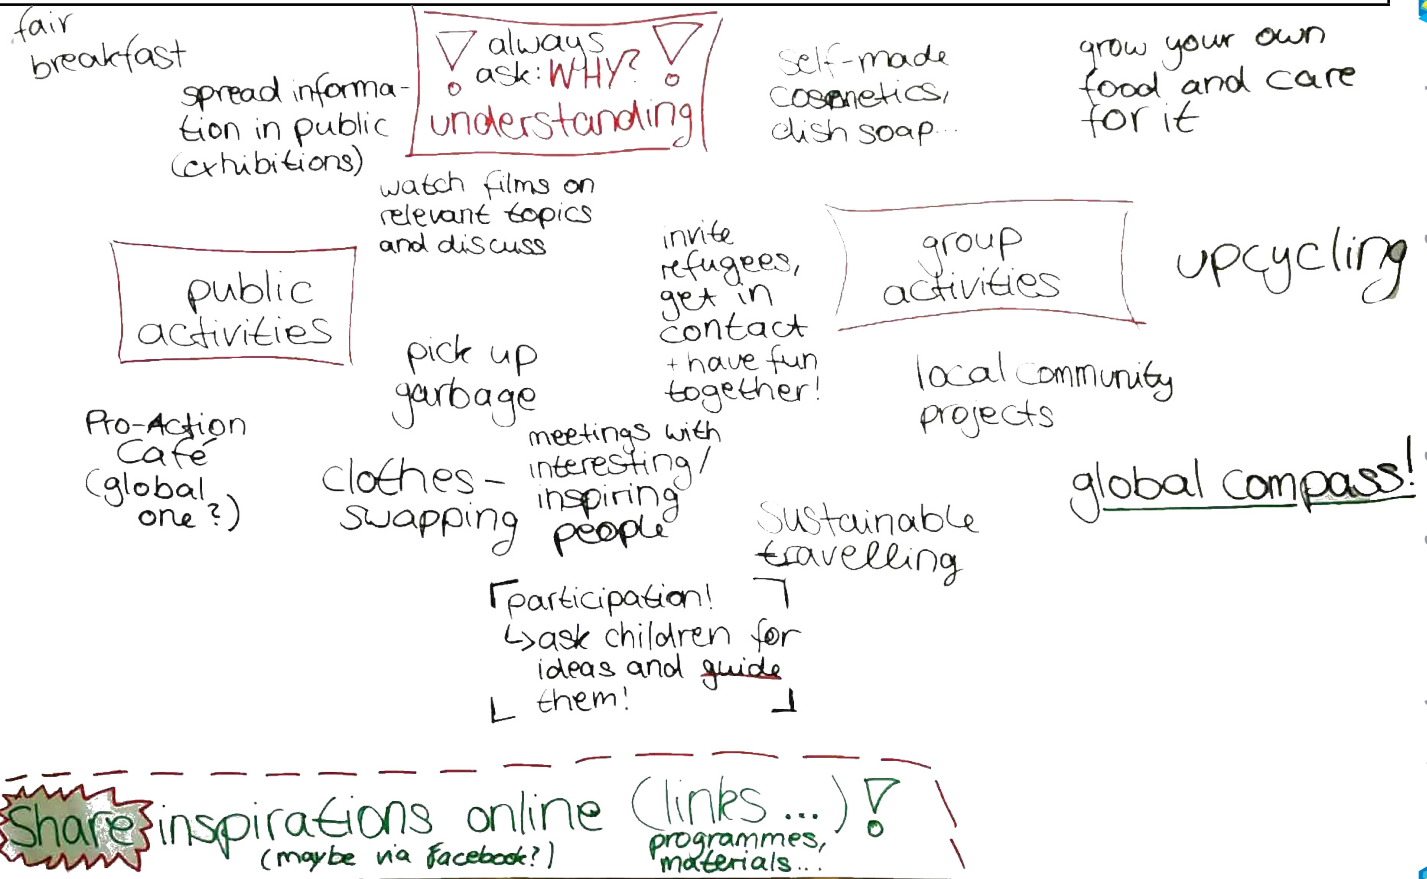 fair
breakfast
spread informa-
tion in public
(exhibitions)
always
ask: WHY?
understanding
self-made
cosmetics,
dish soap...
grow your own
food and care
for it
watch films on
relevant topics
and discuss
public
activities
invite
refugees,
get in
contact
+ have fun
together!
group
activities
upcycling
pick up
garbage
local community
projects
Pro-Action
Café
(global
one?)
clothes-
swapping
meetings with
interesting/
inspiring
people
sustainable
travelling
global compass!
participation!
↳ask children for
ideas and guide
them!
Share inspirations online (links...)!
(maybe via facebook?)
programmes,
materials...